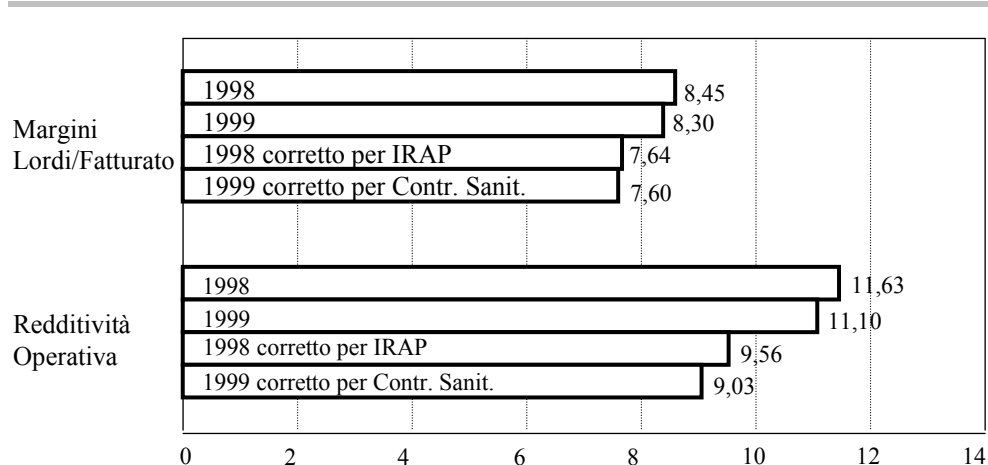 Margini
Lordi/Fatturato
1998
8,45
1999
8,30
1998 corretto per IRAP
7,64
1999 corretto per Contr. Sanit.
7,60
Redditività
Operativa
1998
11,63
1999
11,10
1998 corretto per IRAP
9,56
1999 corretto per Contr. Sanit.
9,03
0 2 4 6 8 10 12 14